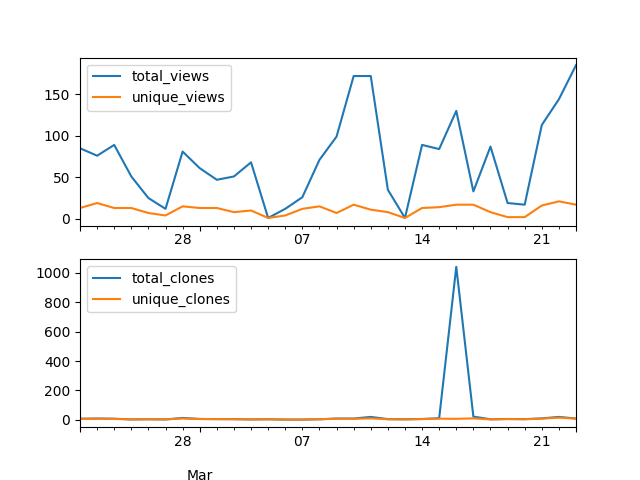 total_views
unique_views
150
100
50
0
28 07 14 21
total_clones
unique_clones
1000
800
600
400
200
0
28 07 14 21
Mar